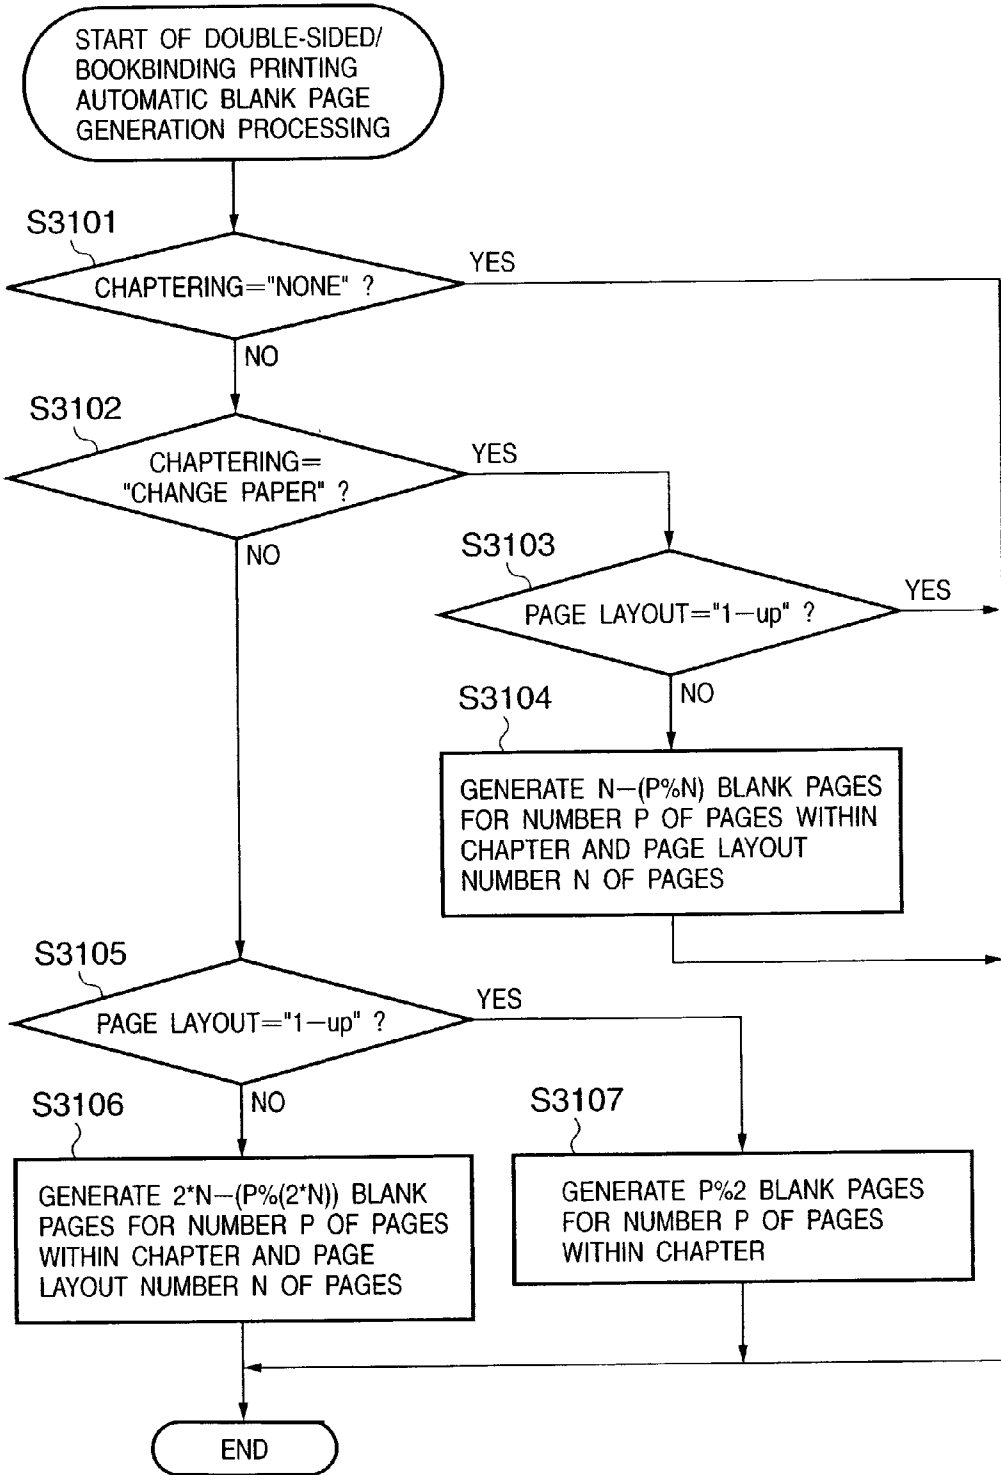 START OF DOUBLE-SIDED/
BOOKBINDING PRINTING
AUTOMATIC BLANK PAGE
GENERATION PROCESSING
S3101
CHAPTERING="NONE" ?
YES
NO
S3102
CHAPTERING=
"CHANGE PAPER" ?
YES
NO
S3103
PAGE LAYOUT="1-up" ?
YES
NO
S3104
GENERATE N-(P%N) BLANK PAGES
FOR NUMBER P OF PAGES WITHIN
CHAPTER AND PAGE LAYOUT
NUMBER N OF PAGES
S3105
PAGE LAYOUT="1-up" ?
YES
NO
S3106
GENERATE 2*N-(P%(2*N)) BLANK
PAGES FOR NUMBER P OF PAGES
WITHIN CHAPTER AND PAGE
LAYOUT NUMBER N OF PAGES
S3107
GENERATE P%2 BLANK PAGES
FOR NUMBER P OF PAGES
WITHIN CHAPTER
END